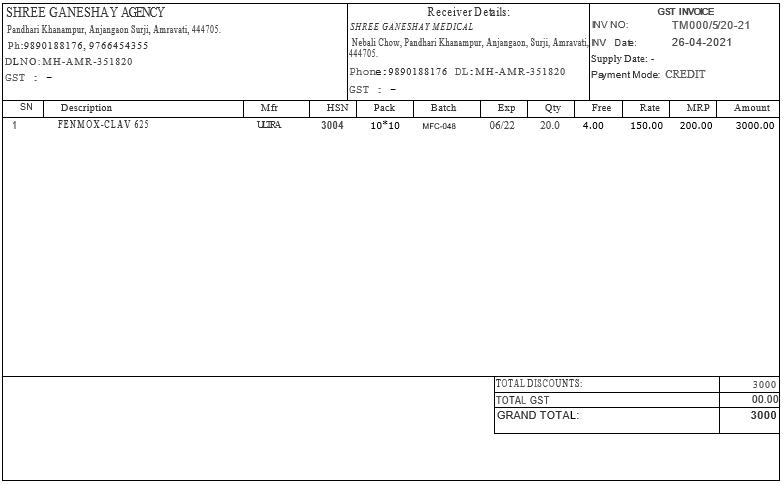 SHREE GANESHAY AGENCY
Pandhari Khanampur, Anjangaon Surji, Amravati, 444705.
Ph:9890188176, 9766454355
DLNO:MH-AMR-351820
GST : –
Receiver Details:
SHREE GANESHAY MEDICAL
Nebali Chow, Pandhari Khanampur, Anjangaon, Surji, Amravati,
444705.
Phone:9890188176 DL:MH-AMR-351820
GST : –
GST INVOICE
INV NO: TM000/5/20-21
INV Date: 26-04-2021
Supply Date: -
Payment Mode: CREDIT
SN Description Mfr HSN Pack Batch Exp Qty Free Rate MRP Amount
1 FENMOX-CLAV 625 ULTRA 3004 10*10 MFC-048 06/22 20.0 4.00 150.00 200.00 3000.00
TOTAL DISCOUNTS: 3000
TOTAL GST 00.00
GRAND TOTAL: 3000